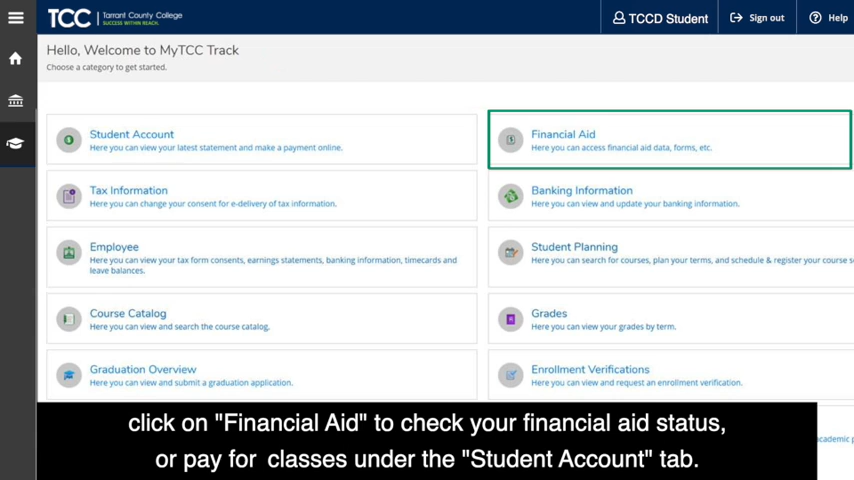 TCC Tarrant County College
SUCCESS WITHIN REACH.
TCCD Student
Sign out
Help
Hello, Welcome to MyTCC Track
Choose a category to get started.
Student Account
Here you can view your latest statement and make a payment online.
Financial Aid
Here you can access financial aid data, forms, etc.
Tax Information
Here you can change your consent for e-delivery of tax information.
Banking Information
Here you can view and update your banking information.
Employee
Here you can view your tax form consents, earnings statements, banking information, timecards and
leave balances.
Student Planning
Here you can search for courses, plan your terms, and schedule & register your course s
Course Catalog
Here you can view and search the course catalog.
Grades
Here you can view your grades by term.
Graduation Overview
Here you can view and submit a graduation application.
Enrollment Verifications
Here you can view and request an enrollment verification.
academic p
click on "Financial Aid" to check your financial aid status,
or pay for classes under the "Student Account" tab.